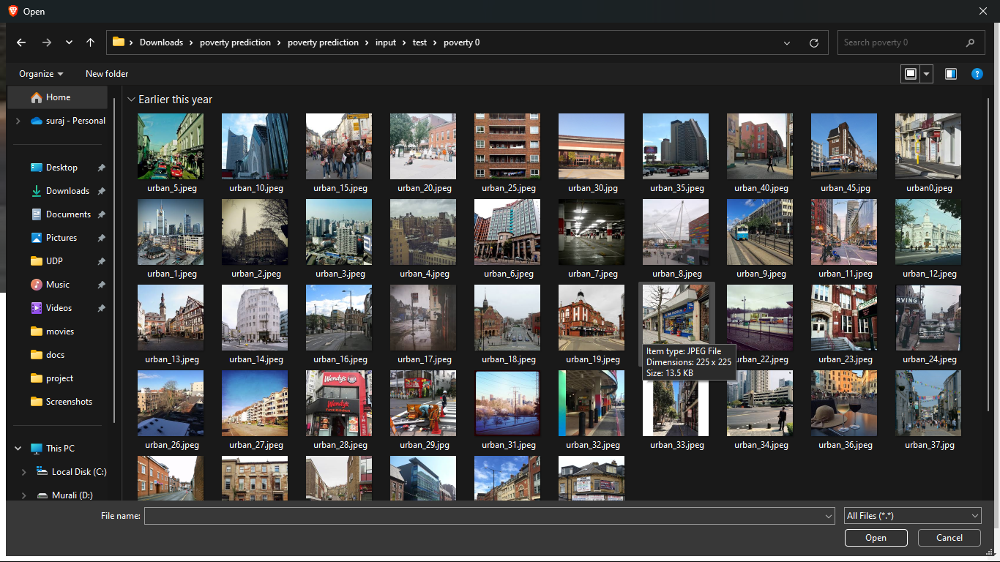 Open
Downloads > poverty prediction > poverty prediction > input > test > poverty 0
Search poverty 0
Organize
New folder
Home
suraj - Personal
Desktop
Downloads
Documents
Pictures
UDP
Music
Videos
movies
docs
project
Screenshots
This PC
Local Disk (C:)
Murali (D:)
Earlier this year
urban_5.jpeg urban_10.jpeg urban_15.jpeg urban_20.jpeg urban_25.jpeg urban_30.jpg urban_35.jpeg urban_40.jpeg urban_45.jpg urban0.jpeg
urban_1.jpeg urban_2.jpeg urban_3.jpeg urban_4.jpeg urban_6.jpeg urban_7.jpeg urban_8.jpeg urban_9.jpeg urban_11.jpeg urban_12.jpeg
RVING
urban_13.jpeg urban_14.jpeg urban_16.jpeg urban_17.jpeg urban_18.jpeg urban_19.jpeg urban_22.jpeg urban_23.jpeg urban_24.jpeg
Item type: JPEG File
Dimensions: 225 x 225
Size: 13.5 KB
Wendy's
Wendy's
urban_26.jpeg urban_27.jpeg urban_28.jpeg urban_29.jpg urban_31.jpeg urban_32.jpeg urban_33.jpeg urban_34.jpeg urban_36.jpeg urban_37.jpg
File name:
All Files (*.*)
Open
Cancel